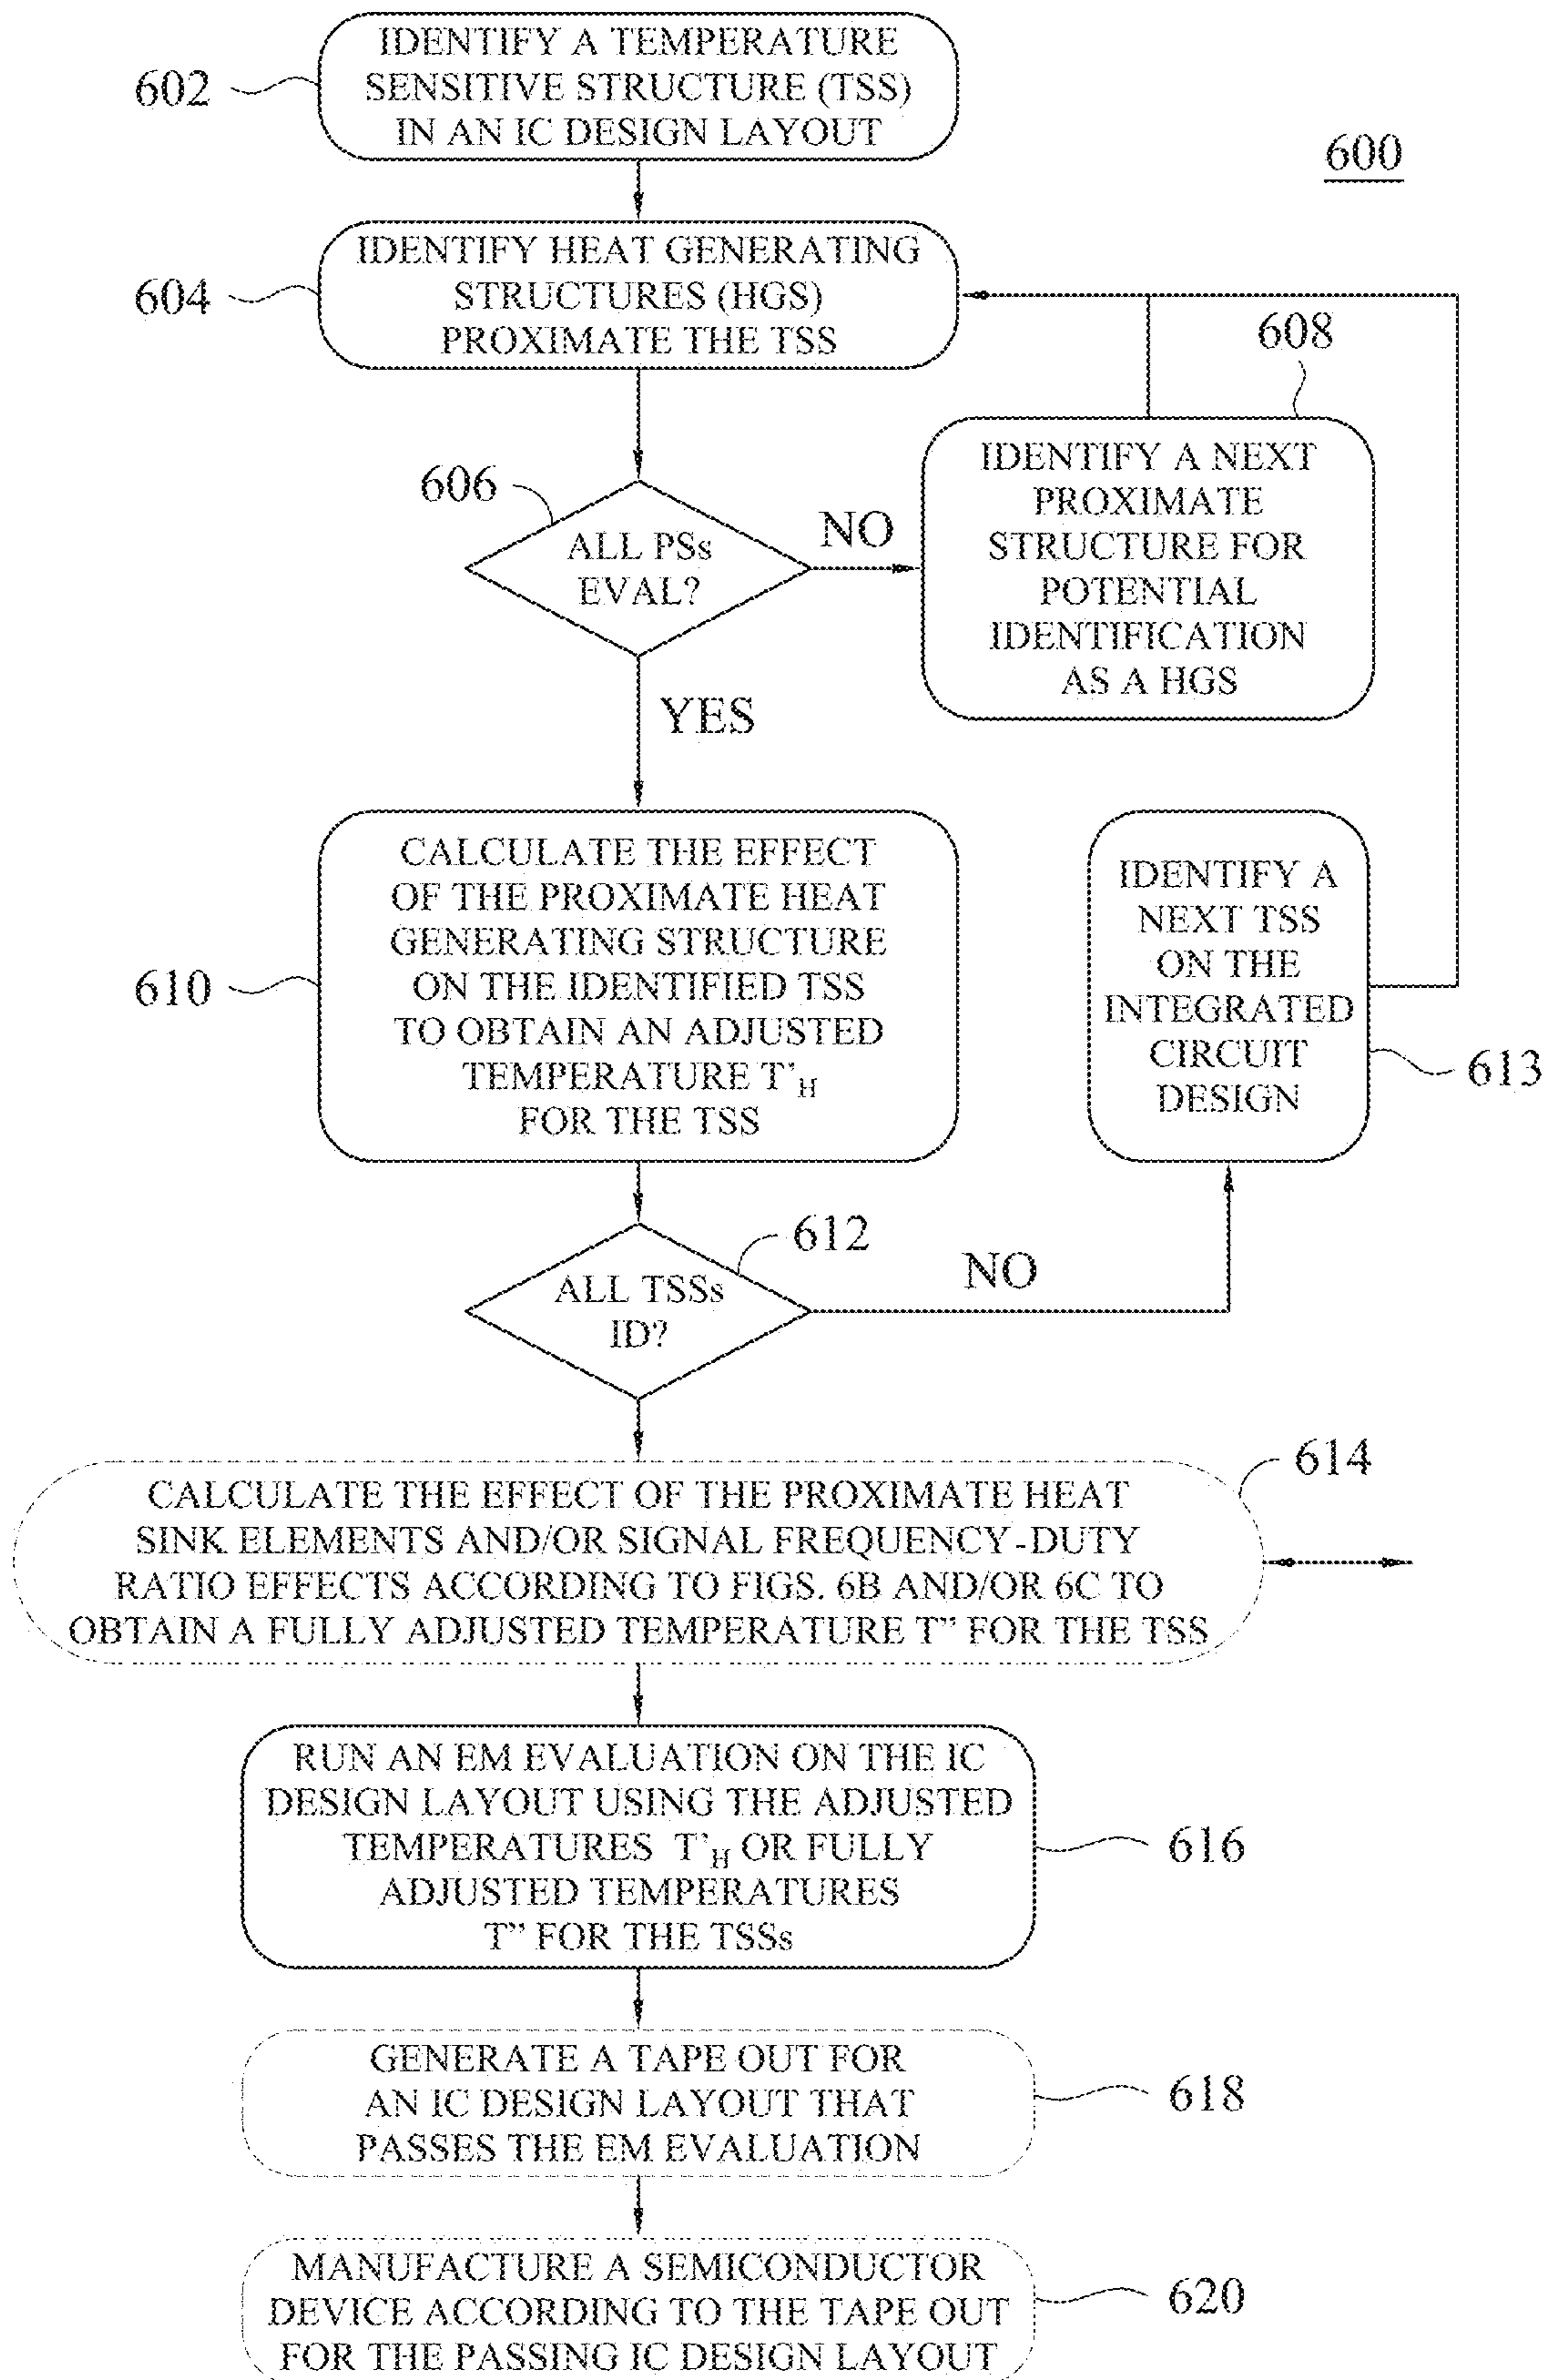 IDENTIFY A TEMPERATURE
SENSITIVE STRUCTURE (TSS)
IN AN IC DESIGN LAYOUT
602
600
IDENTIFY HEAT GENERATING
STRUCTURES (HGS)
PROXIMATE THE TSS
604
608
606
ALL PSs
EVAL?
NO
IDENTIFY A NEXT
PROXIMATE
STRUCTURE FOR
POTENTIAL
IDENTIFICATION
AS A HGS
YES
CALCULATE THE EFFECT
OF THE PROXIMATE HEAT
GENERATING STRUCTURE
ON THE IDENTIFIED TSS
TO OBTAIN AN ADJUSTED
TEMPERATURE T'H
FOR THE TSS
610
IDENTIFY A
NEXT TSS
ON THE
INTEGRATED
CIRCUIT
DESIGN
613
612
ALL TSSs
ID?
NO
614
CALCULATE THE EFFECT OF THE PROXIMATE HEAT
SINK ELEMENTS AND/OR SIGNAL FREQUENCY-DUTY
RATIO EFFECTS ACCORDING TO FIGS. 6B AND/OR 6C TO
OBTAIN A FULLY ADJUSTED TEMPERATURE T" FOR THE TSS
RUN AN EM EVALUATION ON THE IC
DESIGN LAYOUT USING THE ADJUSTED
TEMPERATURES T'H OR FULLY
ADJUSTED TEMPERATURES
T" FOR THE TSSs
616
GENERATE A TAPE OUT FOR
AN IC DESIGN LAYOUT THAT
PASSES THE EM EVALUATION
618
MANUFACTURE A SEMICONDUCTOR
DEVICE ACCORDING TO THE TAPE OUT
FOR THE PASSING IC DESIGN LAYOUT
620